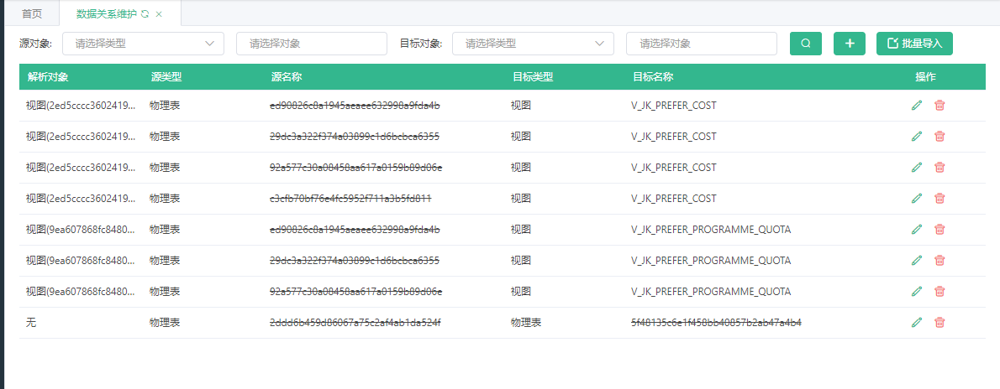 首页 数据关系维护
源对象: 请选择类型 请选择对象 目标对象: 请选择类型 请选择对象 批量导入
解析对象 源类型 源名称 目标类型 目标名称 操作
视图(2ed5cccc3602419... 物理表 ed90826c8a1945aeaee632998a9fda4b 视图 V_JK_PREFER_COST
视图(2ed5cccc3602419... 物理表 29dc3a322f374a03899c1d6bcbca6355 视图 V_JK_PREFER_COST
视图(2ed5cccc3602419... 物理表 92a577c30a08458aa617a0159b89d06e 视图 V_JK_PREFER_COST
视图(2ed5cccc3602419... 物理表 c3cfb70bf76e4fc5952f711a3b5fd811 视图 V_JK_PREFER_COST
视图(9ea607868fc8480... 物理表 ed90826c8a1945aeaee632998a9fda4b 视图 V_JK_PREFER_PROGRAMME_QUOTA
视图(9ea607868fc8480... 物理表 29dc3a322f374a03899c1d6bcbca6355 视图 V_JK_PREFER_PROGRAMME_QUOTA
视图(9ea607868fc8480... 物理表 92a577c30a08458aa617a0159b89d06e 视图 V_JK_PREFER_PROGRAMME_QUOTA
无 物理表 2ddd6b459d86067a75c2af4ab1da524f 物理表 5f48135c6e1f458bb40857b2ab47a4b4